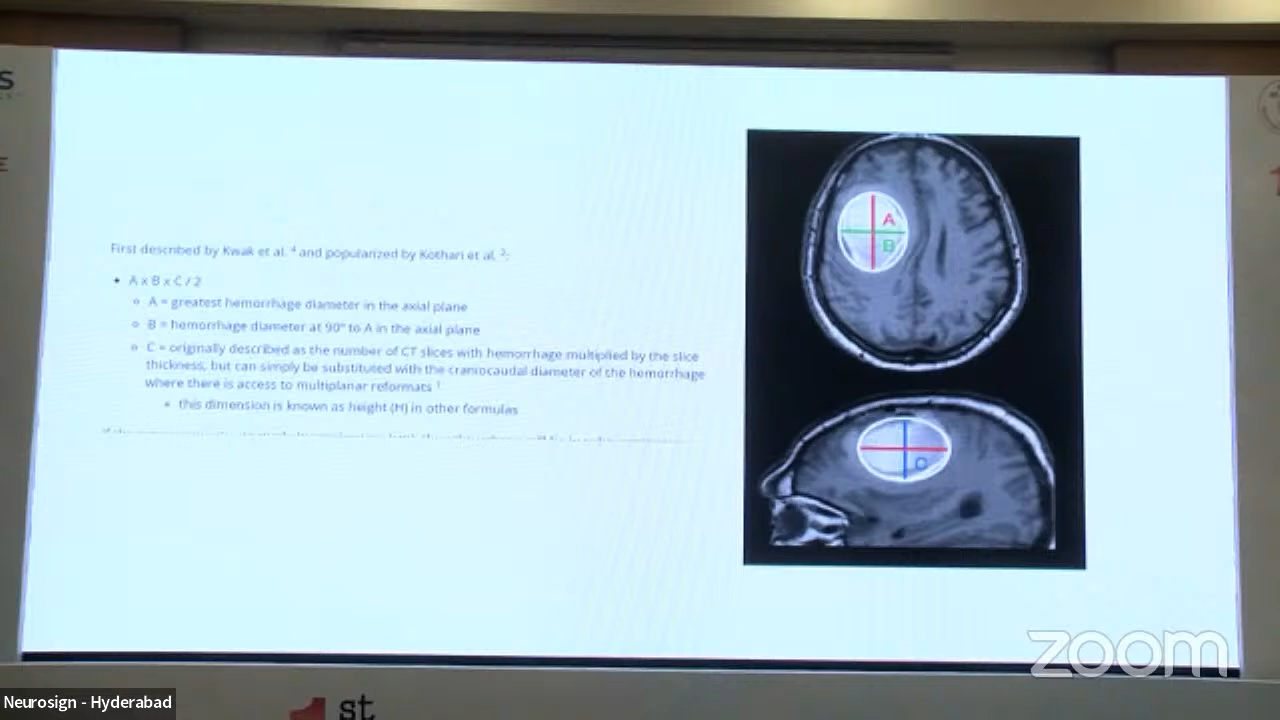 S
E
First described by Kwak et al. 4 and popularized by Kothari et al. 2:
• A x B x C / 2
○ A = greatest hemorrhage diameter in the axial plane
○ B = hemorrhage diameter at 90° to A in the axial plane
○ C = originally described as the number of CT slices with hemorrhage multiplied by the slice
thickness, but can simply be substituted with the craniocaudal diameter of the hemorrhage
where there is access to multiplanar reformats 1
▪ this dimension is known as height (H) in other formulas
A
B
C
zoom
Neurosign - Hyderabad
1st